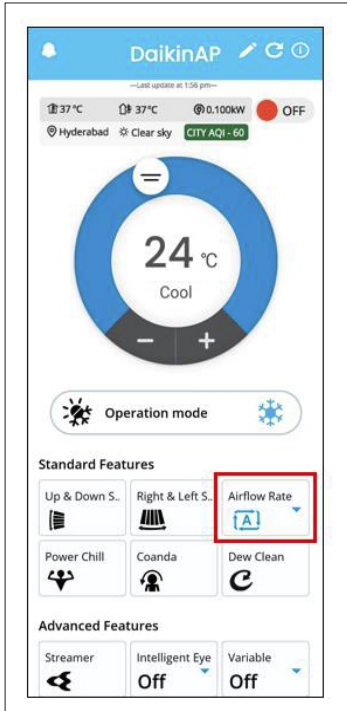 DaikinAP
—Last update at 1:56 pm—
37 °C 37°C 0.100kW OFF
Hyderabad Clear sky CITY AQI - 60
24 °C
Cool
− +
Operation mode
Standard Features
Up & Down S.. Right & Left S.. Airflow Rate
A
Power Chill Coanda Dew Clean
Advanced Features
Streamer Intelligent Eye Variable
Off Off